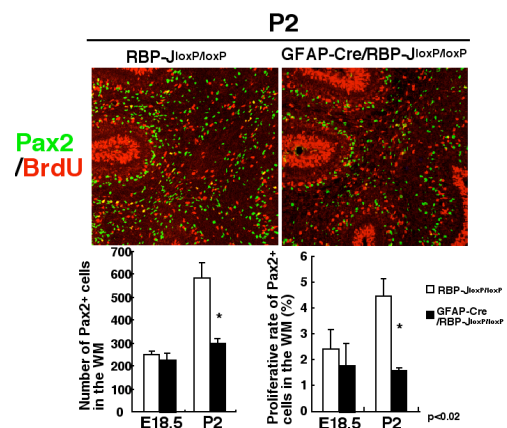 P2
RBP-JloxP/loxP
GFAP-Cre/RBP-JloxP/loxP
Pax2
/BrdU
Number of Pax2+ cells
in the WM
700
600
500
400
300
200
100
0
*
E18.5 P2
Proliferative rate of Pax2+
cells in the WM (%)
6
5
4
3
2
1
0
*
E18.5 P2
RBP-JloxP/loxP
GFAP-Cre
/RBP-JloxP/loxP
p<0.02